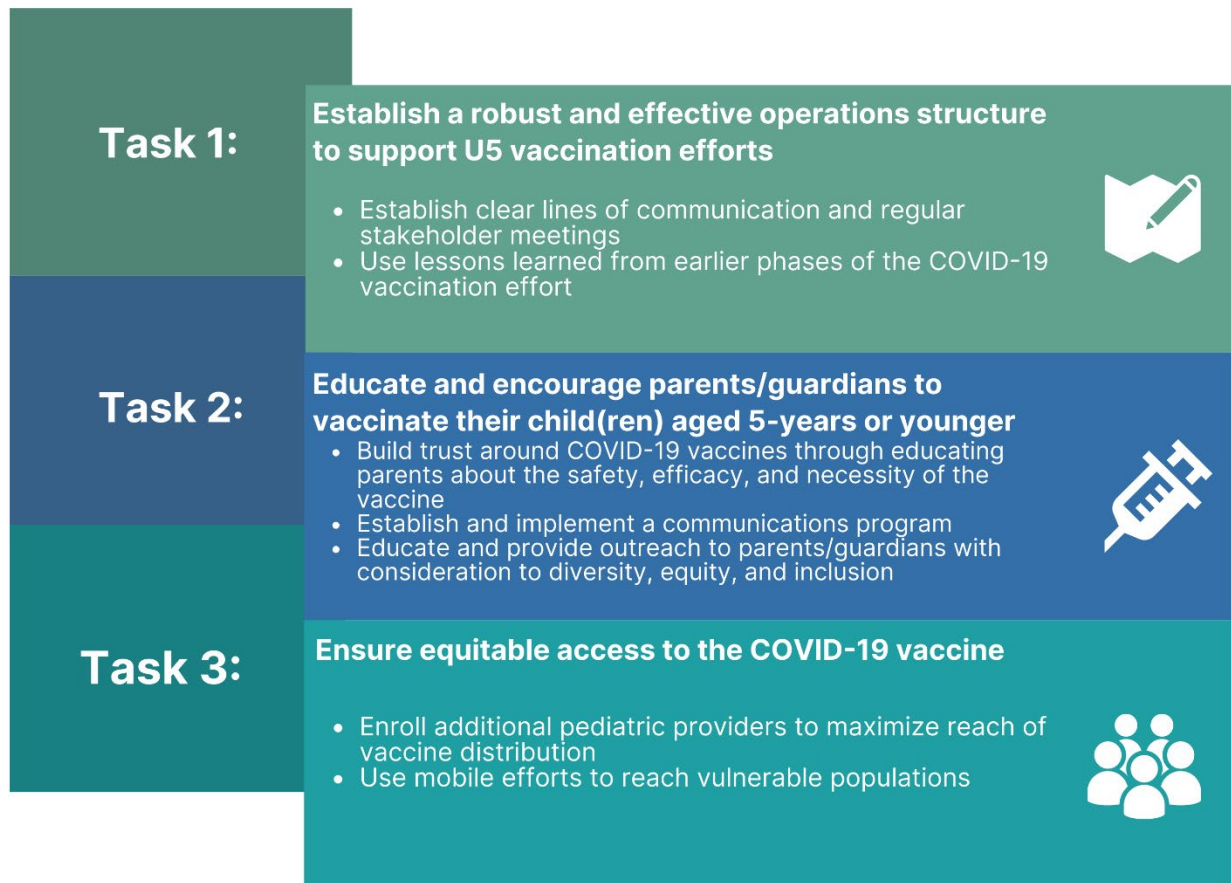 Task 1:
Establish a robust and effective operations structure
to support U5 vaccination efforts
• Establish clear lines of communication and regular
stakeholder meetings
• Use lessons learned from earlier phases of the COVID-19
vaccination effort
Task 2:
Educate and encourage parents/guardians to
vaccinate their child(ren) aged 5-years or younger
• Build trust around COVID-19 vaccines through educating
parents about the safety, efficacy, and necessity of the
vaccine
• Establish and implement a communications program
• Educate and provide outreach to parents/guardians with
consideration to diversity, equity, and inclusion
Task 3:
Ensure equitable access to the COVID-19 vaccine
• Enroll additional pediatric providers to maximize reach of
vaccine distribution
• Use mobile efforts to reach vulnerable populations